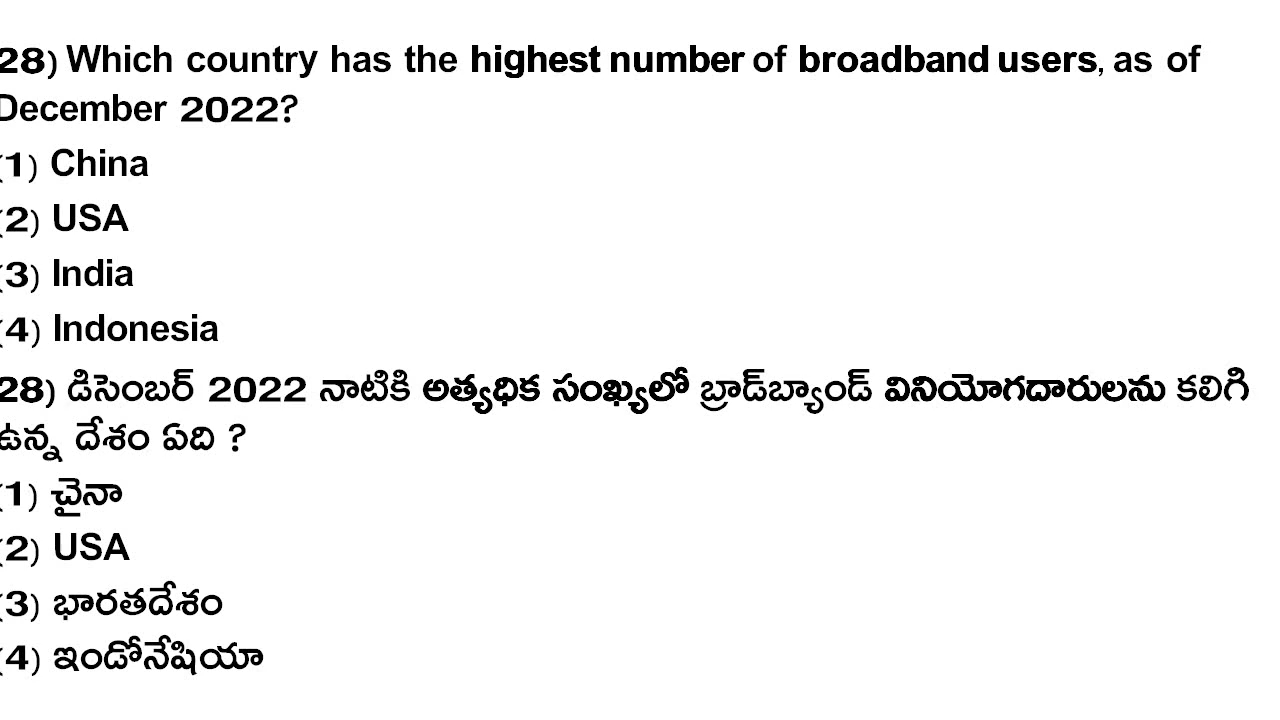 28) Which country has the highest number of broadband users, as of
December 2022?
(1) China
(2) USA
(3) India
(4) Indonesia
28) డిసెంబర్ 2022 నాటికి అత్యధిక సంఖ్యలో బ్రాడ్‌బ్యాండ్ వినియోగదారులను కలిగి
ఉన్న దేశం ఏది ?
(1) చైనా
(2) USA
(3) భారతదేశం
(4) ఇండోనేషియా